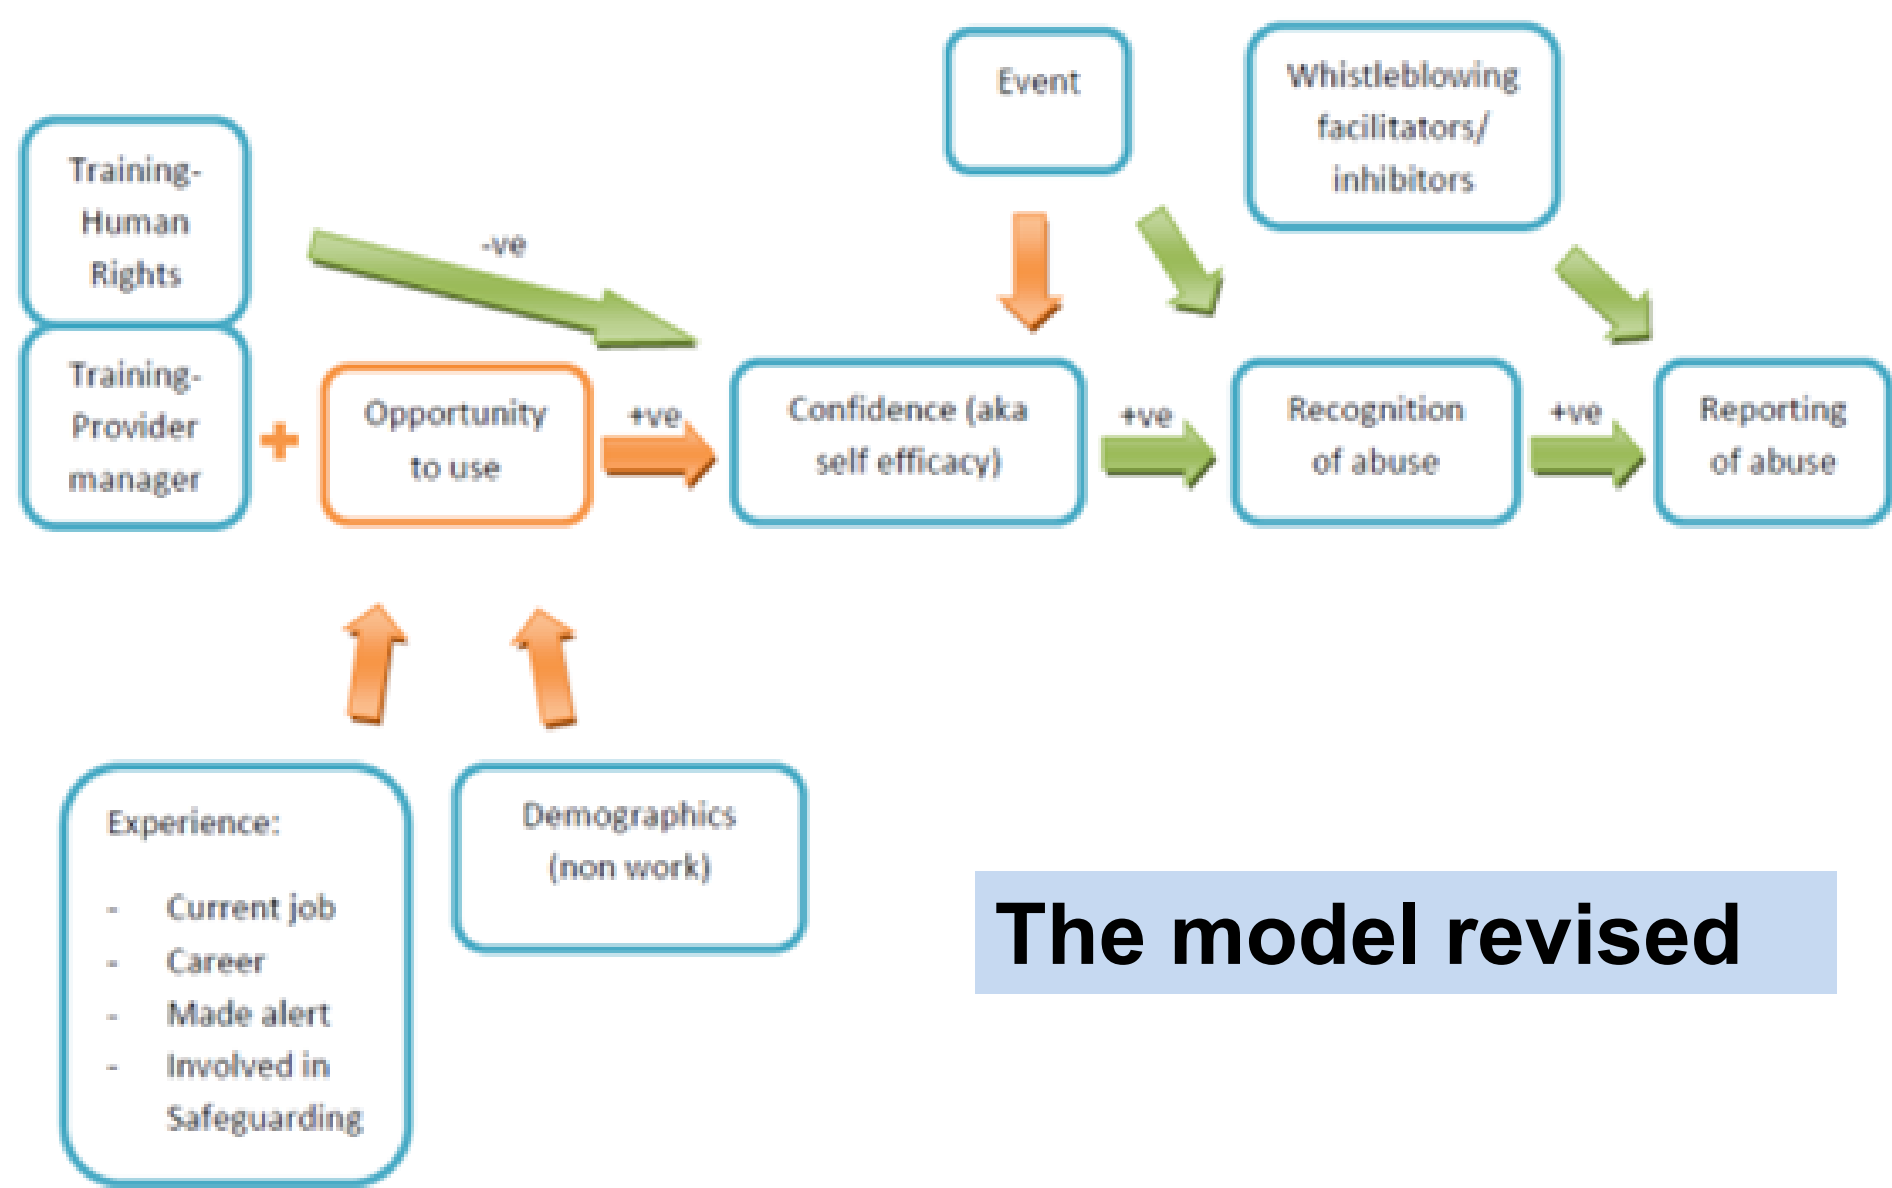 Training-
Human
Rights
Training-
Provider
manager
+
Opportunity
to use
-ve
+ve
Event
Confidence (aka
self efficacy)
+ve
Whistleblowing
facilitators/
inhibitors
Recognition
of abuse
+ve
Reporting
of abuse
Experience:
- Current job
- Career
- Made alert
- Involved in
Safeguarding
Demographics
(non work)
The model revised